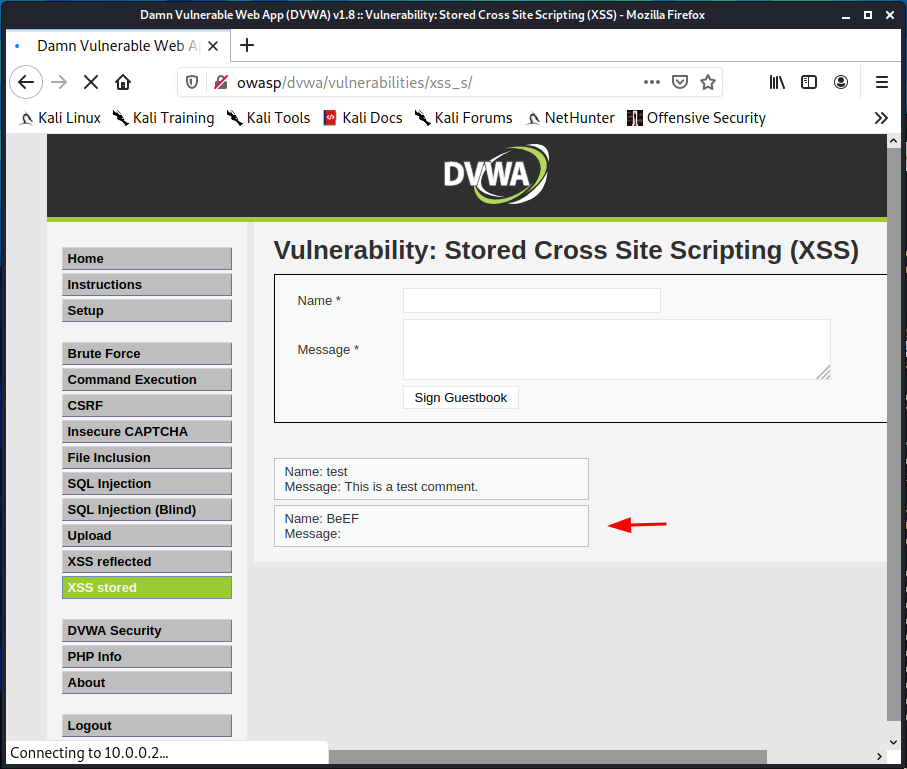 Damn Vulnerable Web App (DVWA) v1.8 :: Vulnerability: Stored Cross Site Scripting (XSS) - Mozilla Firefox
Damn Vulnerable Web Ap
owasp/dvwa/vulnerabilities/xss_s/
Kali Linux Kali Training Kali Tools Kali Docs Kali Forums NetHunter Offensive Security
DVWA
Home
Instructions
Setup
Brute Force
Command Execution
CSRF
Insecure CAPTCHA
File Inclusion
SQL Injection
SQL Injection (Blind)
Upload
XSS reflected
XSS stored
DVWA Security
PHP Info
About
Logout
Vulnerability: Stored Cross Site Scripting (XSS)
Name *
Message *
Sign Guestbook
Name: test
Message: This is a test comment.
Name: BeEF
Message:
Connecting to 10.0.0.2...